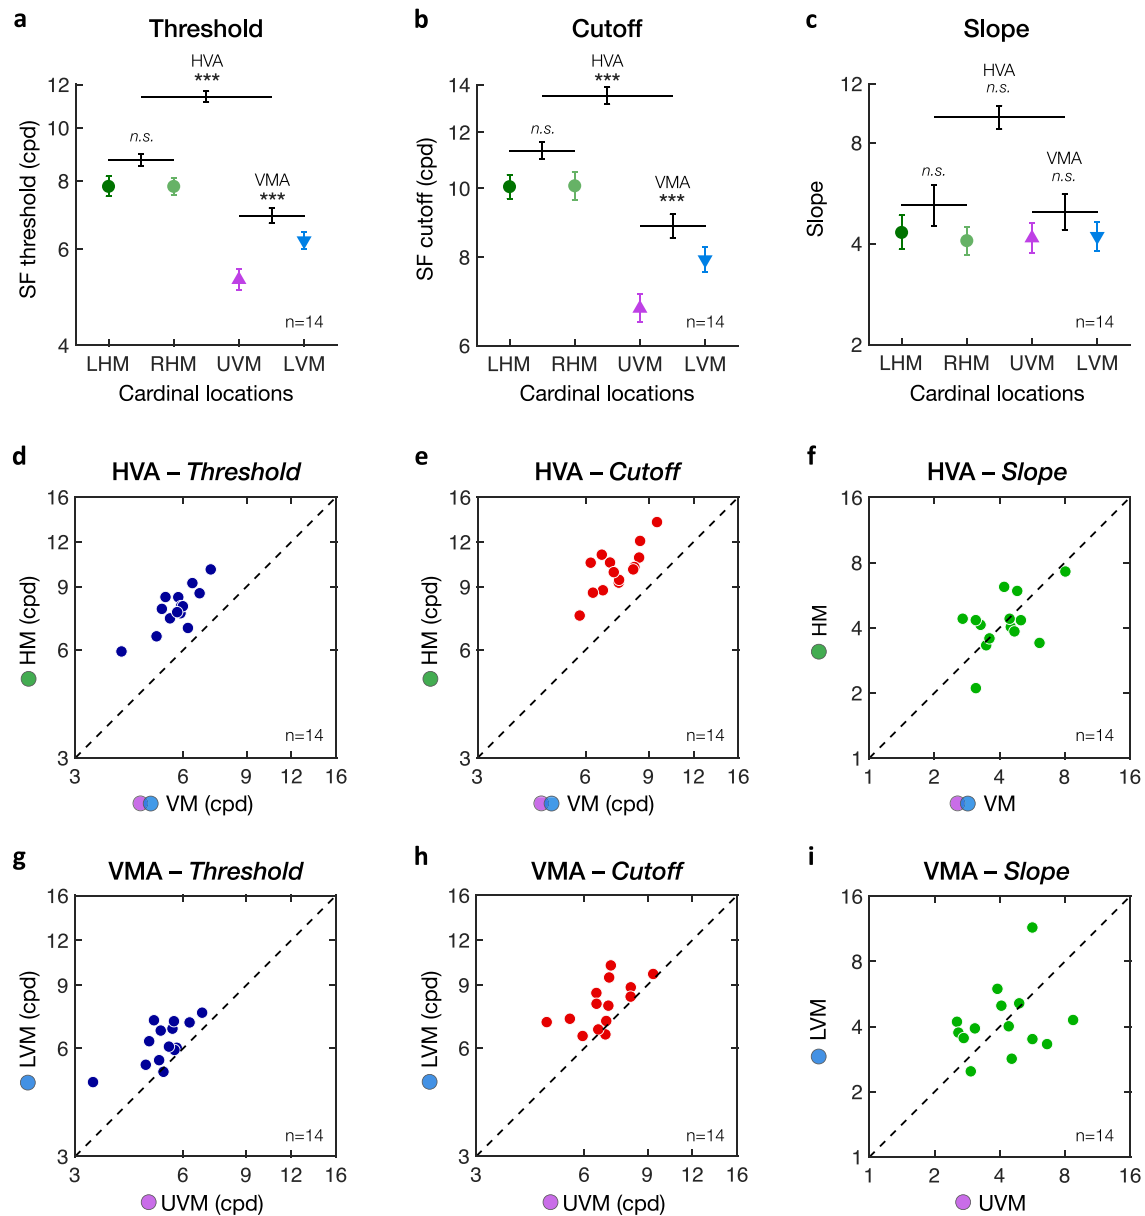 a
Threshold
HVA
***
n.s.
VMA
***
12
10
8
6
4
SF threshold (cpd)
n=14
LHM RHM UVM LVM
Cardinal locations
b
Cutoff
HVA
***
n.s.
VMA
***
14
12
10
8
6
SF cutoff (cpd)
n=14
LHM RHM UVM LVM
Cardinal locations
c
Slope
HVA
n.s.
n.s.
VMA
n.s.
12
8
4
2
Slope
n=14
LHM RHM UVM LVM
Cardinal locations
d
HVA – Threshold
16
12
9
6
3
HM (cpd)
n=14
3 6 9 12 16
VM (cpd)
e
HVA – Cutoff
16
12
9
6
3
HM (cpd)
n=14
3 6 9 12 16
VM (cpd)
f
HVA – Slope
16
8
4
2
1
HM
n=14
1 2 4 8 16
VM
g
VMA – Threshold
16
12
9
6
3
LVM (cpd)
n=14
3 6 9 12 16
UVM (cpd)
h
VMA – Cutoff
16
12
9
6
3
LVM (cpd)
n=14
3 6 9 12 16
UVM (cpd)
i
VMA – Slope
16
8
4
2
1
LVM
n=14
1 2 4 8 16
UVM